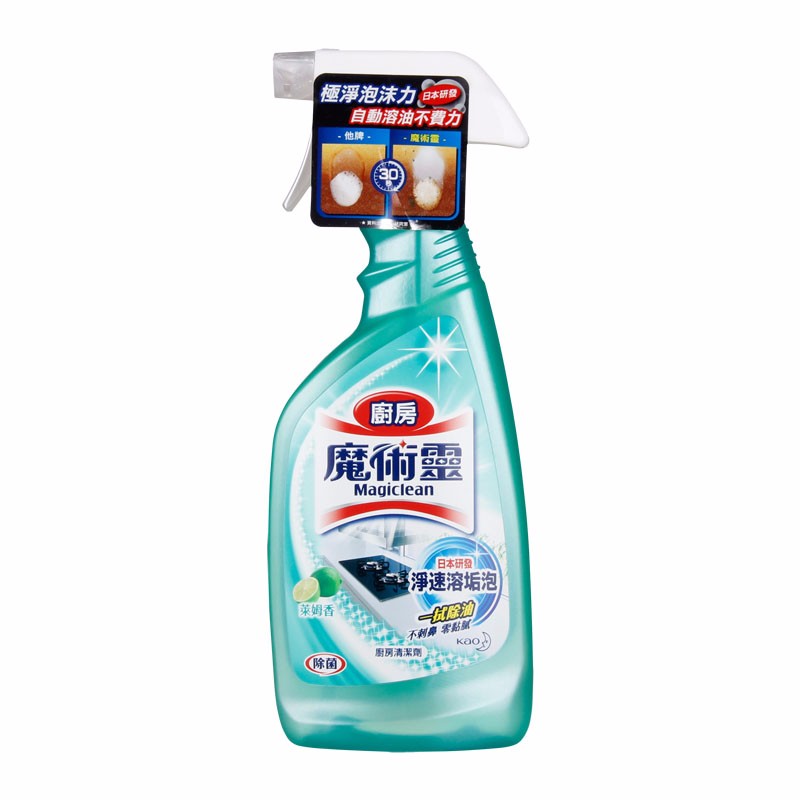 極淨泡沫力 日本研發
自動溶油不費力
- 他牌 - - 魔術靈 -
30
秒
廚房
魔術靈
Magiclean
日本研發
淨速溶垢泡
萊姆香
一拭除油
不刺鼻 零黏膩
Kao
廚房清潔劑
除菌